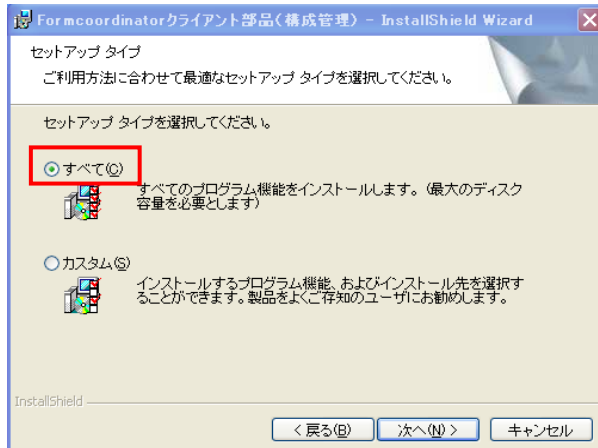 Formcoordinatorクライアント部品(構成管理) - InstallShield Wizard
セットアップ タイプ
ご利用方法に合わせて最適なセットアップ タイプを選択してください。
セットアップ タイプを選択してください。
すべて(C)
すべてのプログラム機能をインストールします。(最大のディスク
容量を必要とします)
カスタム(S)
インストールするプログラム機能、およびインストール先を選択す
ることができます。製品をよくご存知のユーザにお勧めします。
InstallShield
< 戻る(B) 次へ(N) > キャンセル